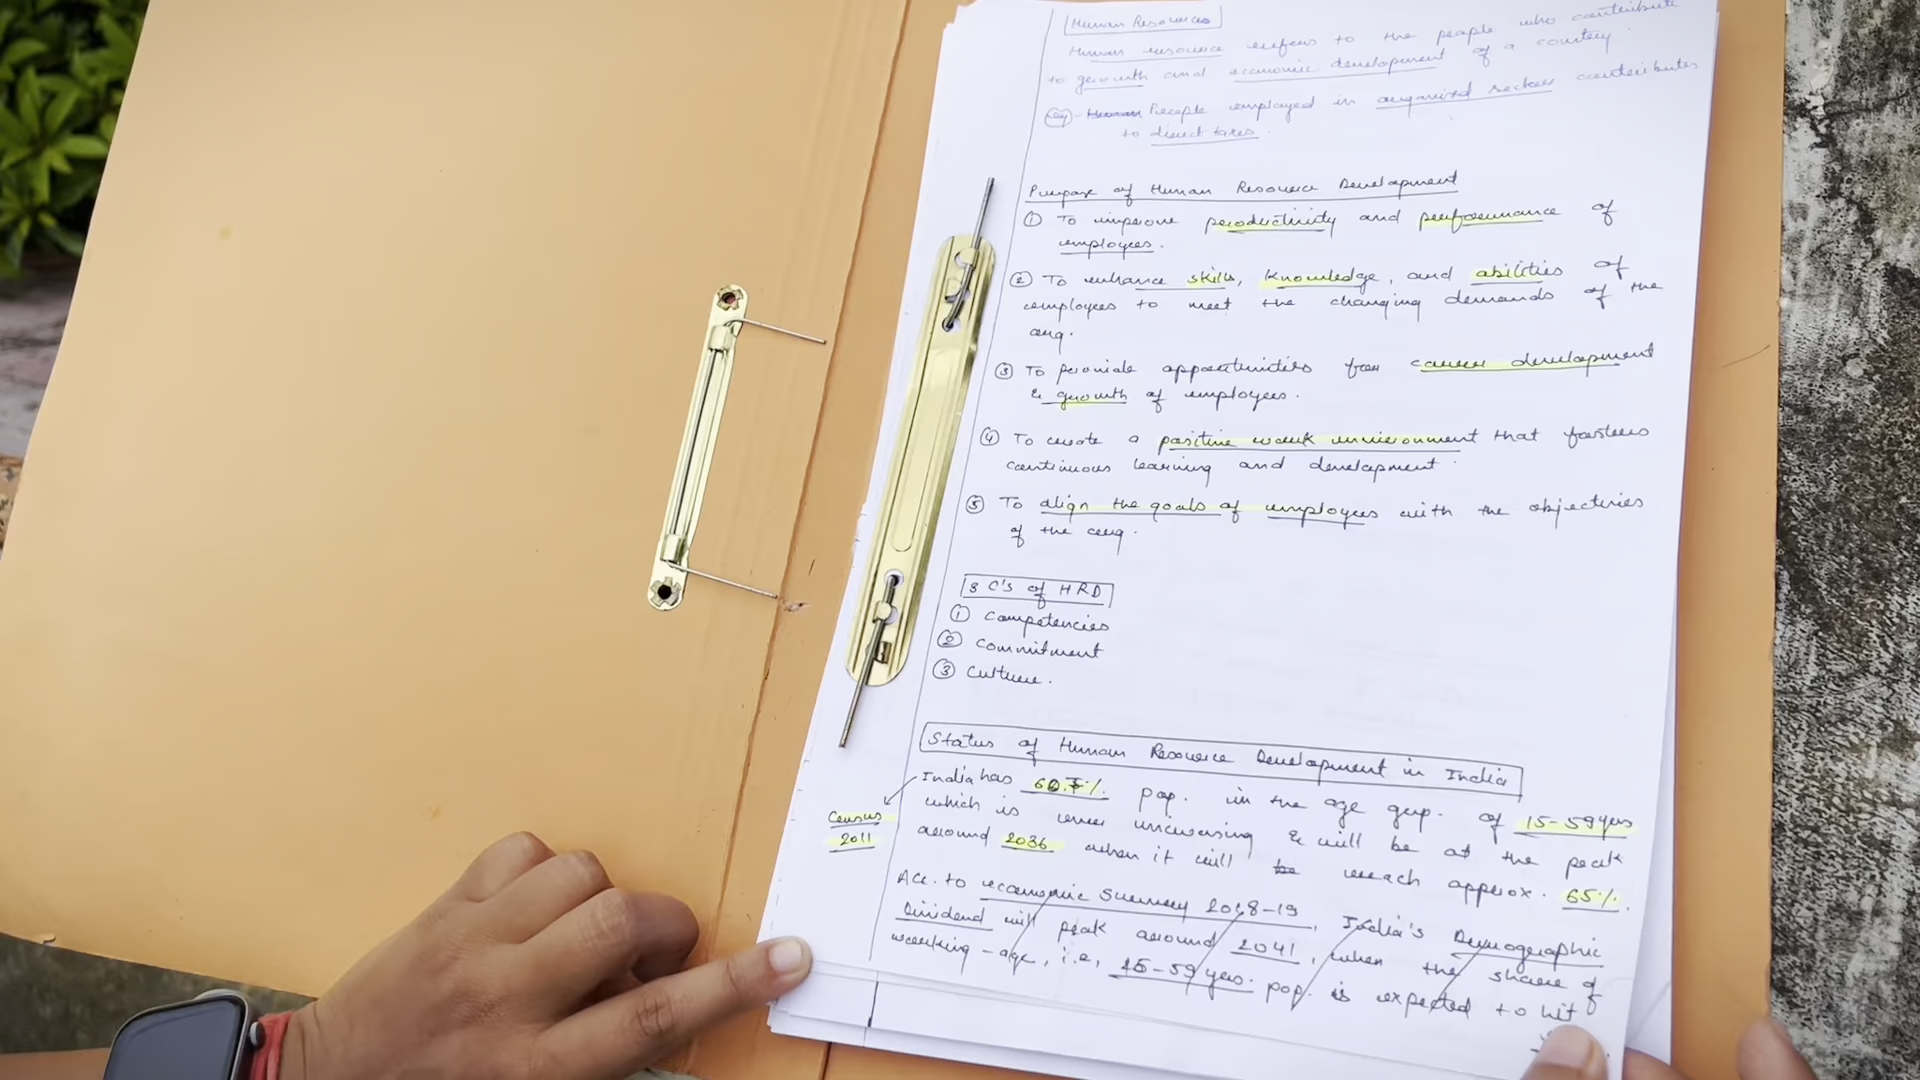 Human Resources
Human resource refers to the people who contribute
to growth and economic development of a country.
eg - Human People employed in organized sectors contributes
to direct taxes.
Purpose of Human Resource Development
① To improve productivity and performance of
employees.
② To enhance skills, knowledge, and abilities of
employees to meet the changing demands of the
org.
③ To provide opportunities for career development
& growth of employees.
④ To create a positive work environment that fosters
continuous learning and development.
⑤ To align the goals of employees with the objectives
of the org.
3 C's of HRD
① Competencies
② Commitment
③ Culture.
Status of Human Resource Development in India
India has pop. in the age grp. of 15-59 yrs
which is ever increasing & will be at the peak
Census
2011
around 2036 when it will be reach approx. 65%.
Acc. to economic Survey 2018-19, India's Demographic
Dividend will peak around 2041, when the share of
working-age, i.e, 15-59 yrs. pop. is expected to hit